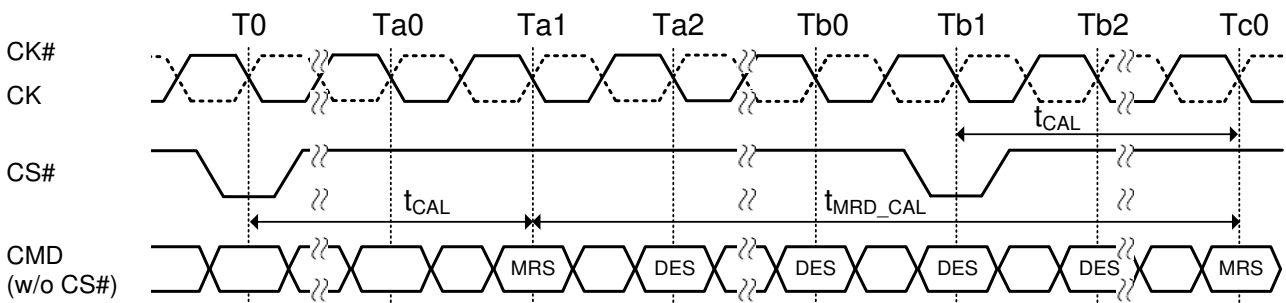 T0 Ta0 Ta1 Ta2 Tb0 Tb1 Tb2 Tc0
CK#
CK
tCAL
CS#
tCAL tMRD_CAL
CMD
(w/o CS#)
MRS DES DES DES DES MRS